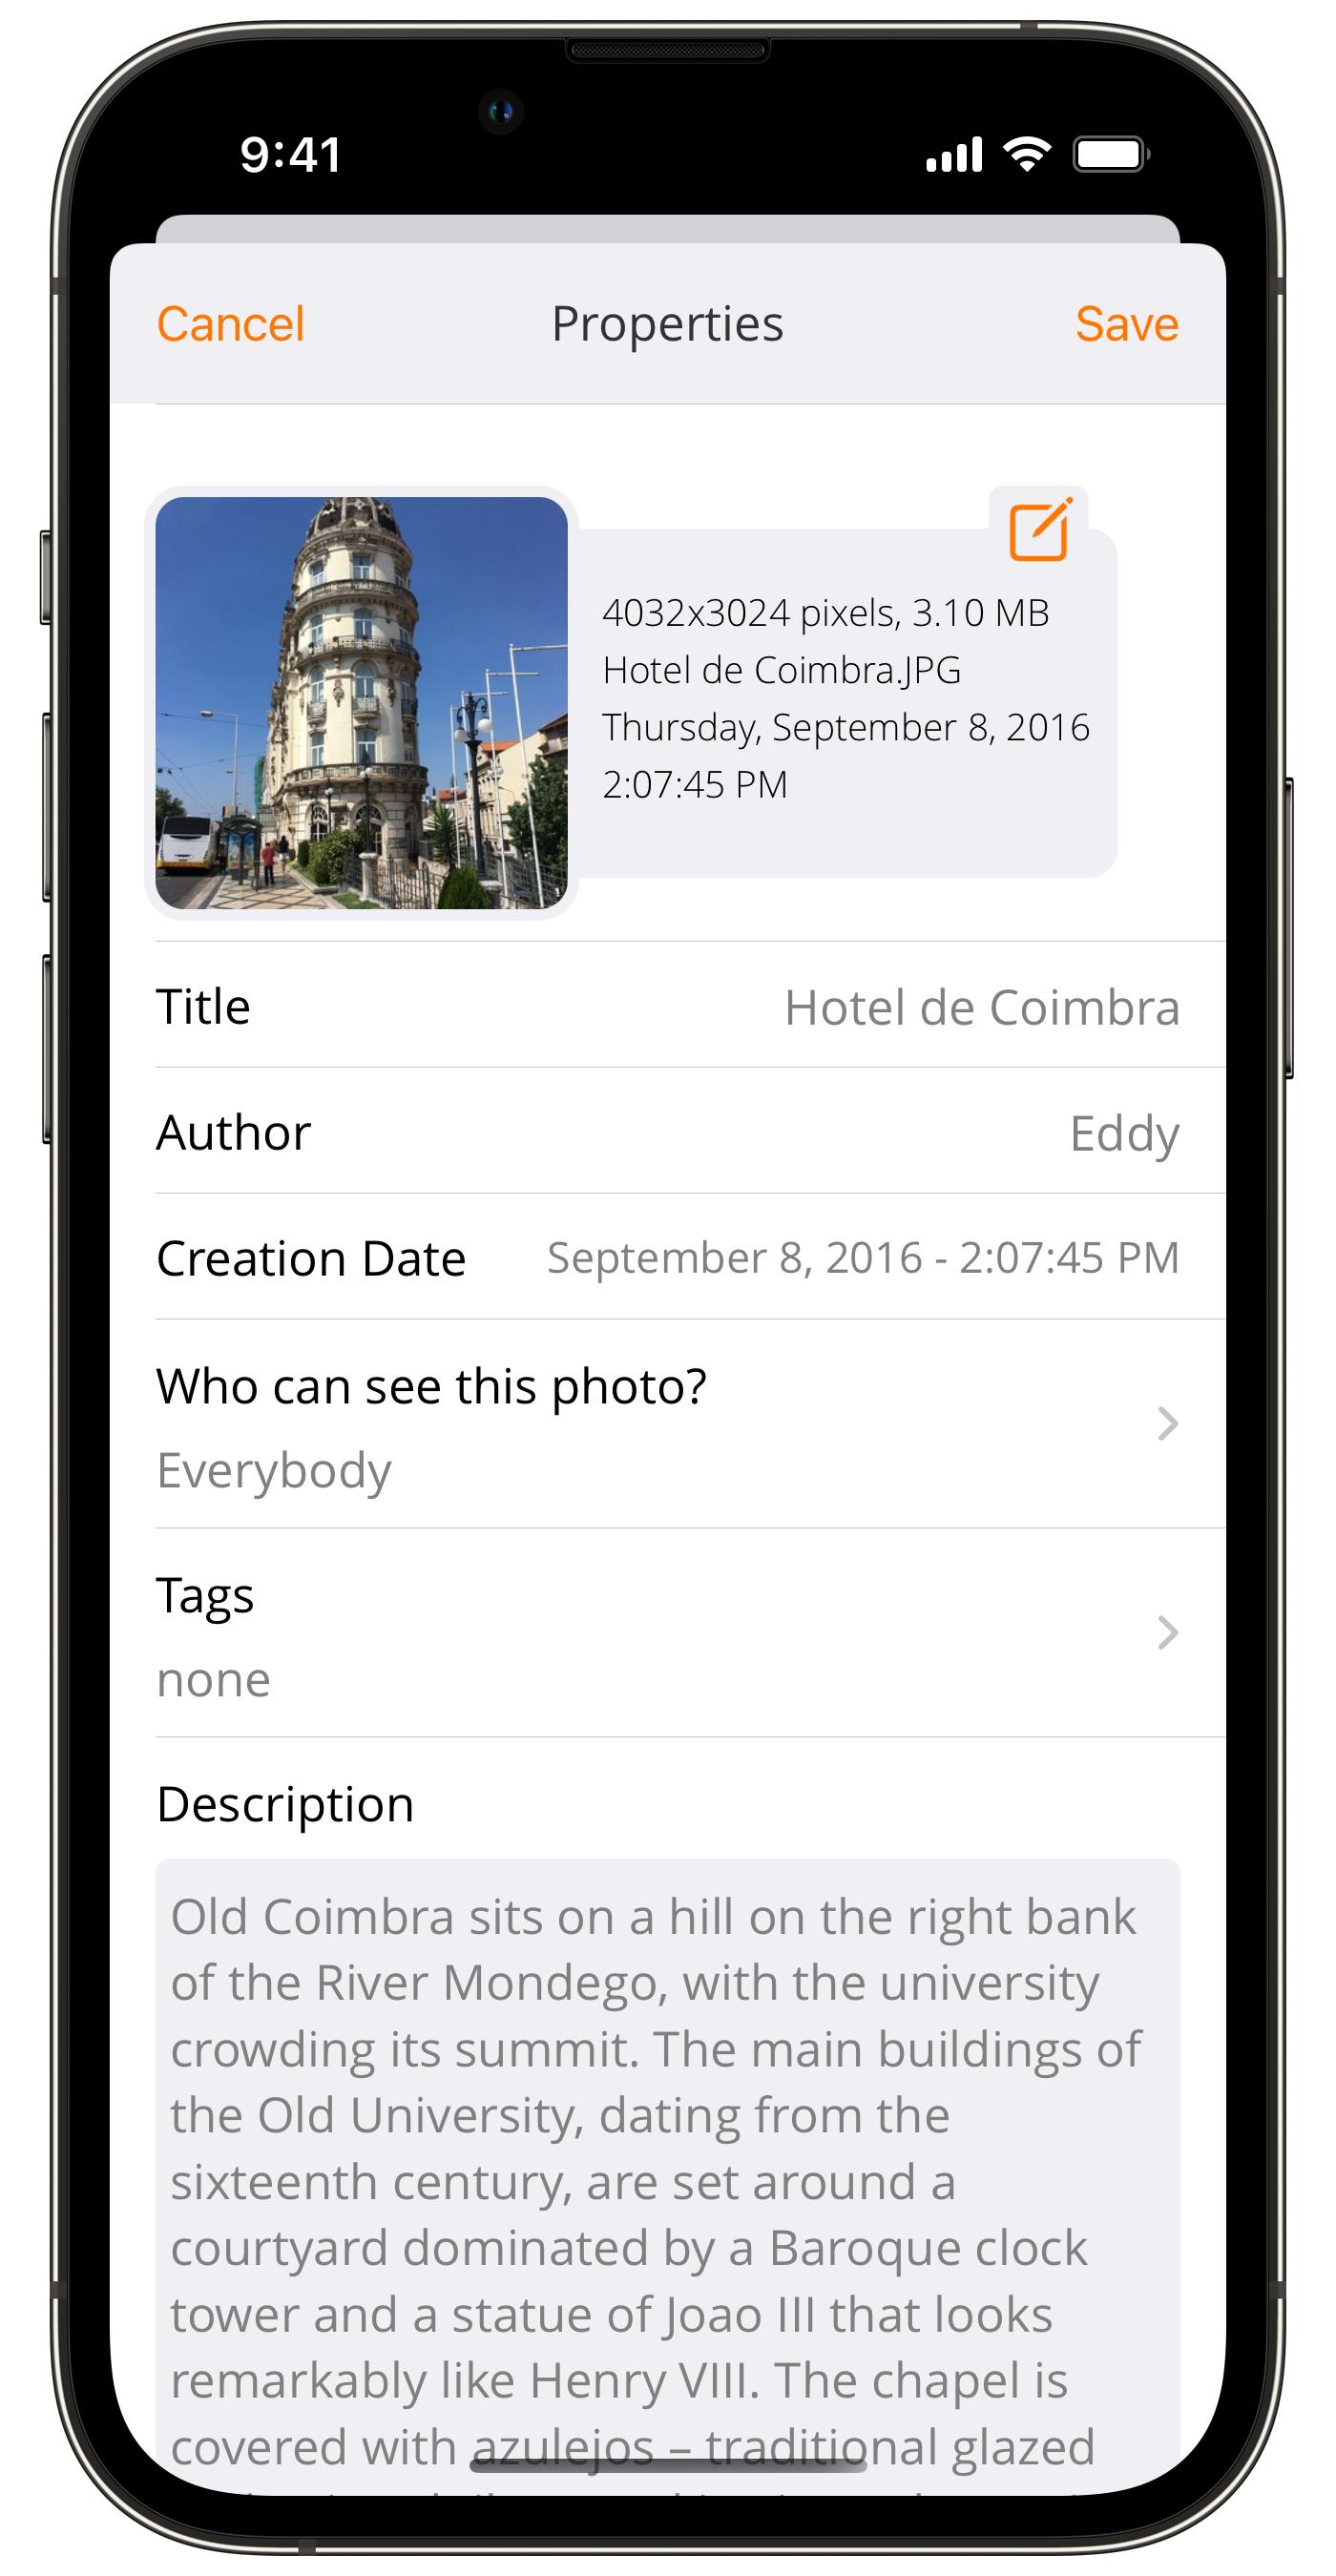 9:41
Cancel Properties Save
4032x3024 pixels, 3.10 MB
Hotel de Coimbra.JPG
Thursday, September 8, 2016
2:07:45 PM
Title Hotel de Coimbra
Author Eddy
Creation Date September 8, 2016 - 2:07:45 PM
Who can see this photo?
Everybody
Tags
none
Description
Old Coimbra sits on a hill on the right bank
of the River Mondego, with the university
crowding its summit. The main buildings of
the Old University, dating from the
sixteenth century, are set around a
courtyard dominated by a Baroque clock
tower and a statue of Joao III that looks
remarkably like Henry VIII. The chapel is
covered with azulejos – traditional glazed